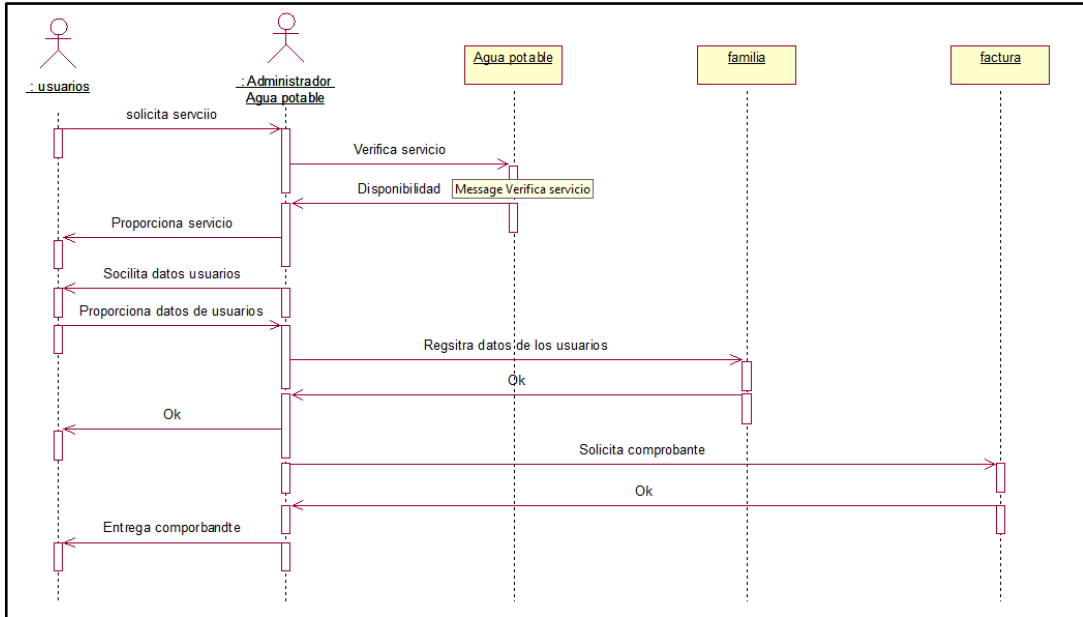 : usuarios
: Administrador
Agua potable
Agua potable
familia
factura
solicita servciio
Verifica servicio
Disponibilidad
Message Verifica servicio
Proporciona servicio
Socilita datos usuarios
Proporciona datos de usuarios
Regsitra datos de los usuarios
Ok
Ok
Solicita comprobante
Ok
Entrega comporbandte